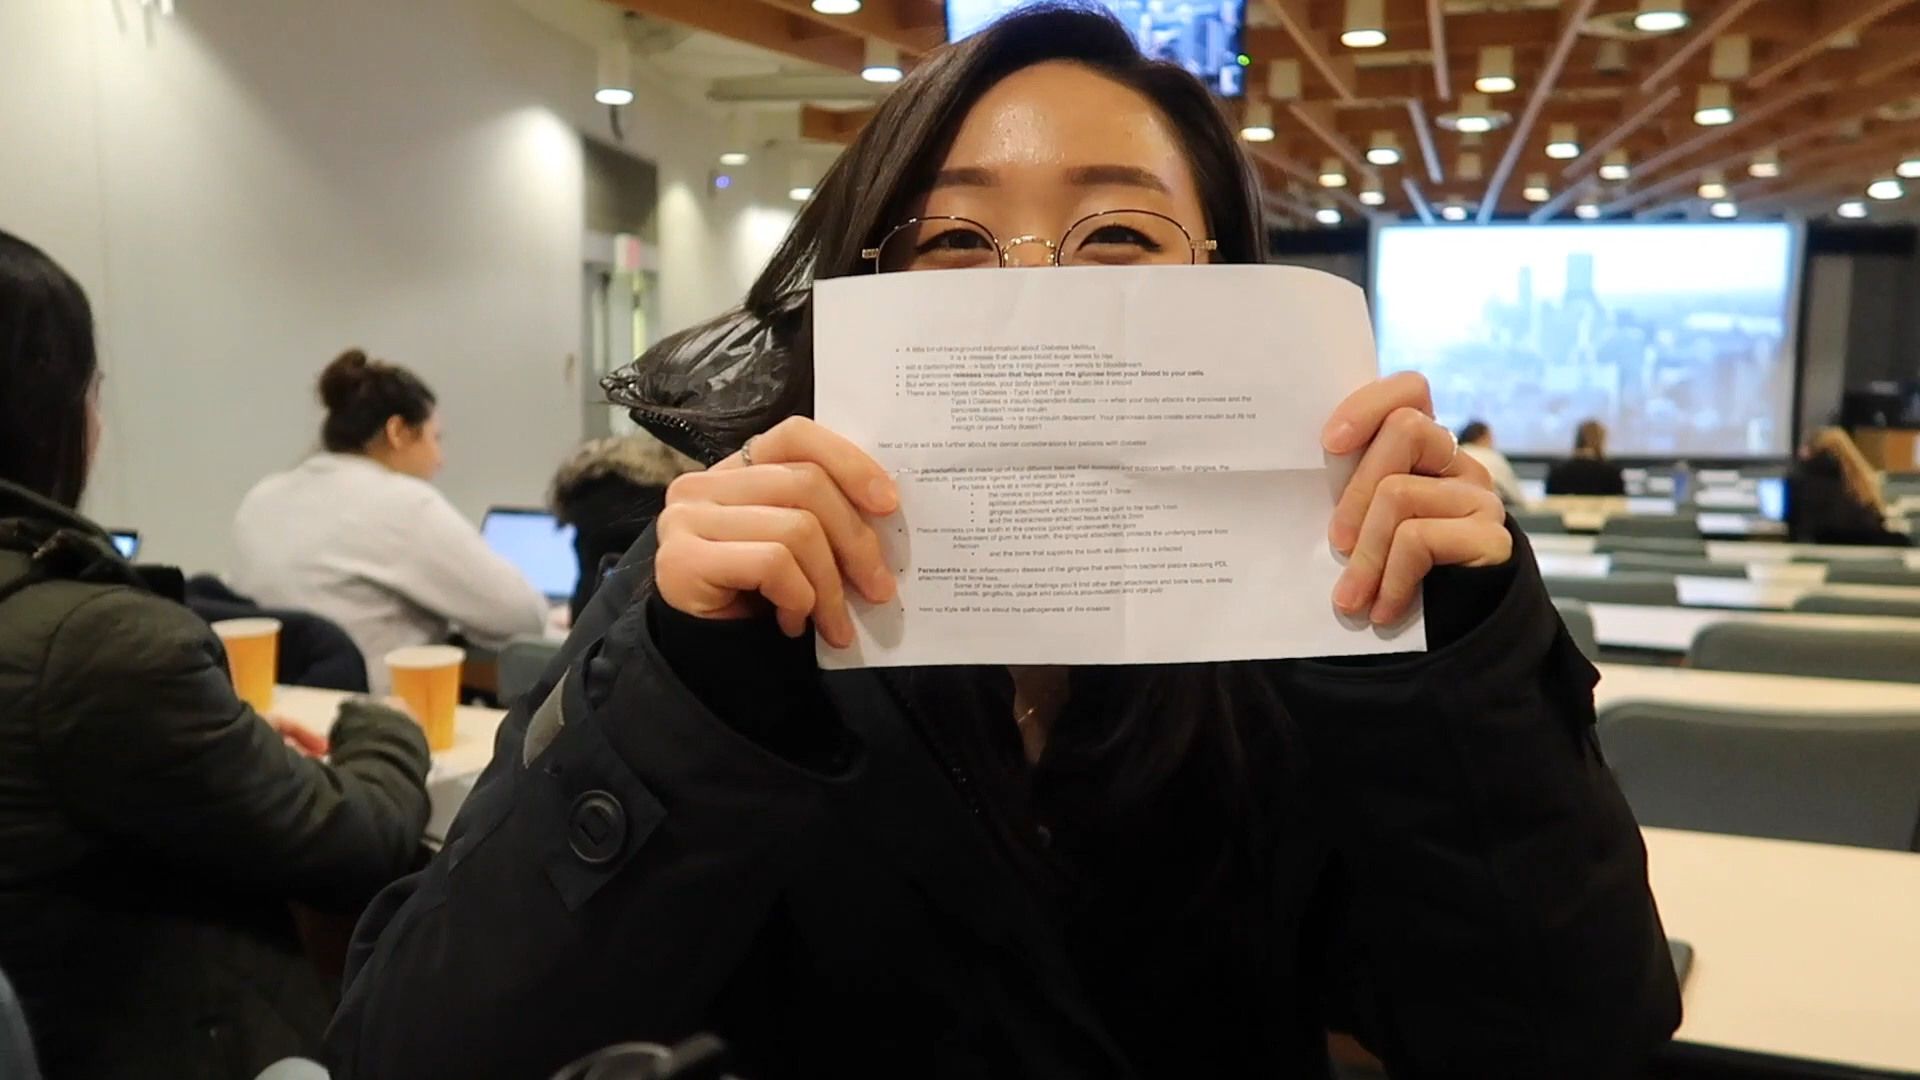 A little bit of background information about Diabetes Mellitus
It is a disease that causes blood sugar levels to rise
eat a carbohydrate --> body turns it into glucose --> sends to bloodstream
your pancreas releases insulin that helps move the glucose from your blood to your cells.
But when you have diabetes, your body doesn't use insulin like it should
There are two types of Diabetes - Type I and Type II
Type I Diabetes is insulin-dependent diabetes --> when your body attacks the pancreas and the
pancreas doesn't make insulin
Type II Diabetes --> is non-insulin dependent. Your pancreas does create some insulin but its not
enough or your body doesn't
Next up Kyle will talk further about the dental considerations for patients with diabetes
The periodontium is made up of four different tissues that surround and support teeth - the gingiva, the
cementum, periodontal ligament, and alveolar bone
If you take a look at a normal gingiva, it consists of
the crevice or pocket which is normally 1-3mm
epithelial attachment which is 1mm
gingival attachment which connects the gum to the tooth 1mm
and the supracrestal attached tissue which is 2mm
Plaque collects on the tooth in the crevice (pocket) underneath the gum
Attachment of gum to the tooth, the gingival attachment, protects the underlying bone from
infection
and the bone that supports the tooth will dissolve if it is infected
Periodontitis is an inflammatory disease of the gingiva that arises from bacterial plaque causing PDL
attachment and bone loss.
Some of the other clinical findings you'll find other than attachment and bone loss, are deep
pockets, gingivitis, plaque and calculus accumulation and vital pulp
Next up Kyle will tell us about the pathogenesis of the disease